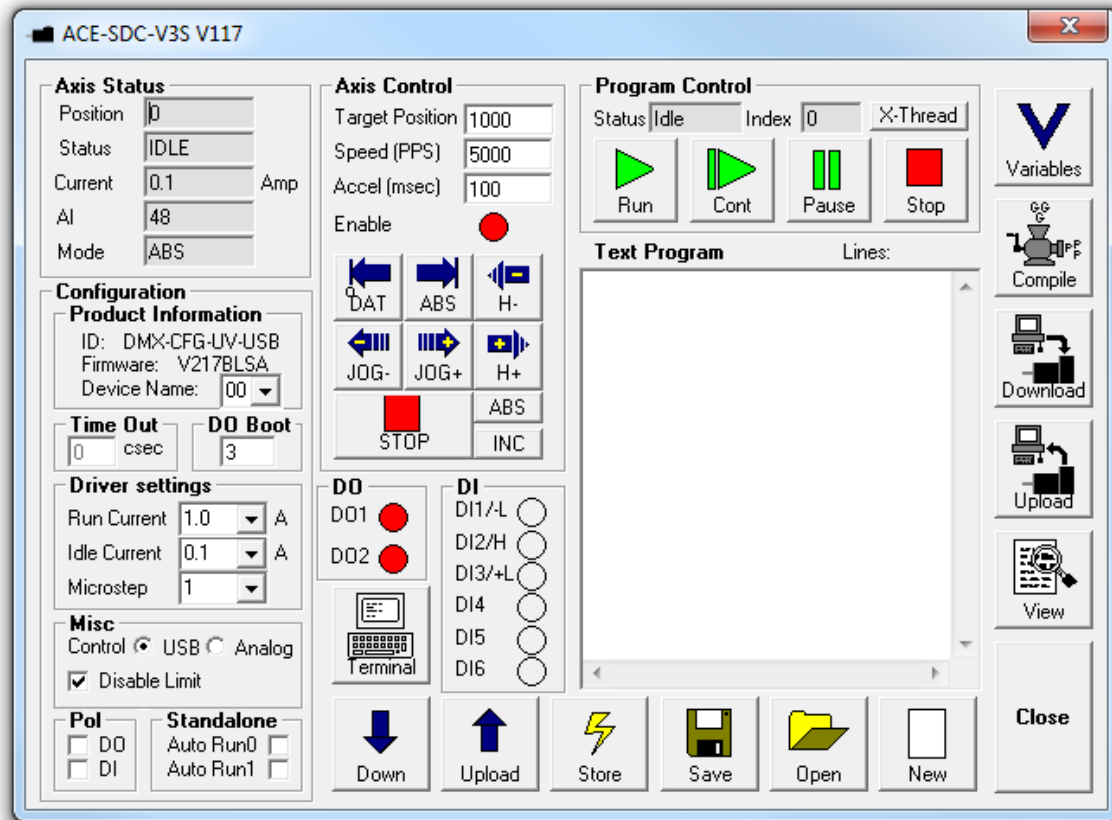 ACE-SDC-V3S V117
Axis Status
Position 0
Status IDLE
Current 0.1 Amp
AI 48
Mode ABS
Configuration
Product Information
ID: DMX-CFG-UV-USB
Firmware: V217BLSA
Device Name: 00
Time Out
0 csec
DO Boot
3
Driver settings
Run Current 1.0 A
Idle Current 0.1 A
Microstep 1
Misc
Control USB Analog
Disable Limit
Pol
DO
DI
Standalone
Auto Run0
Auto Run1
Axis Control
Target Position 1000
Speed (PPS) 5000
Accel (msec) 100
Enable
0
DAT
ABS
H-
JOG-
JOG+
H+
STOP
ABS
INC
DO
DO1
DO2
Terminal
DI
DI1/-L
DI2/H
DI3/+L
DI4
DI5
DI6
Program Control
Status Idle Index 0 X-Thread
Run
Cont
Pause
Stop
Text Program Lines:
Down
Upload
Store
Save
Open
New
Variables
GG
G
PP
P
Compile
Download
Upload
View
Close